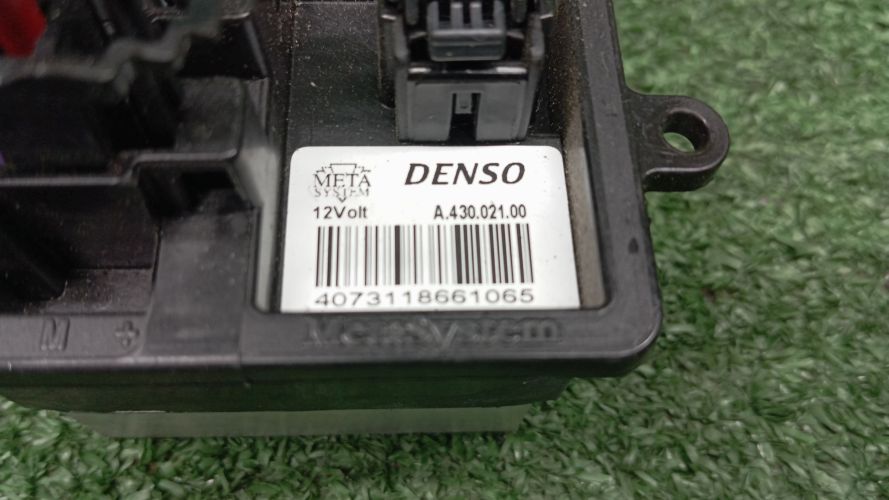 META
SYSTEM
DENSO
12Volt A.430.021.00
4073118661065
M +
MetaSystem